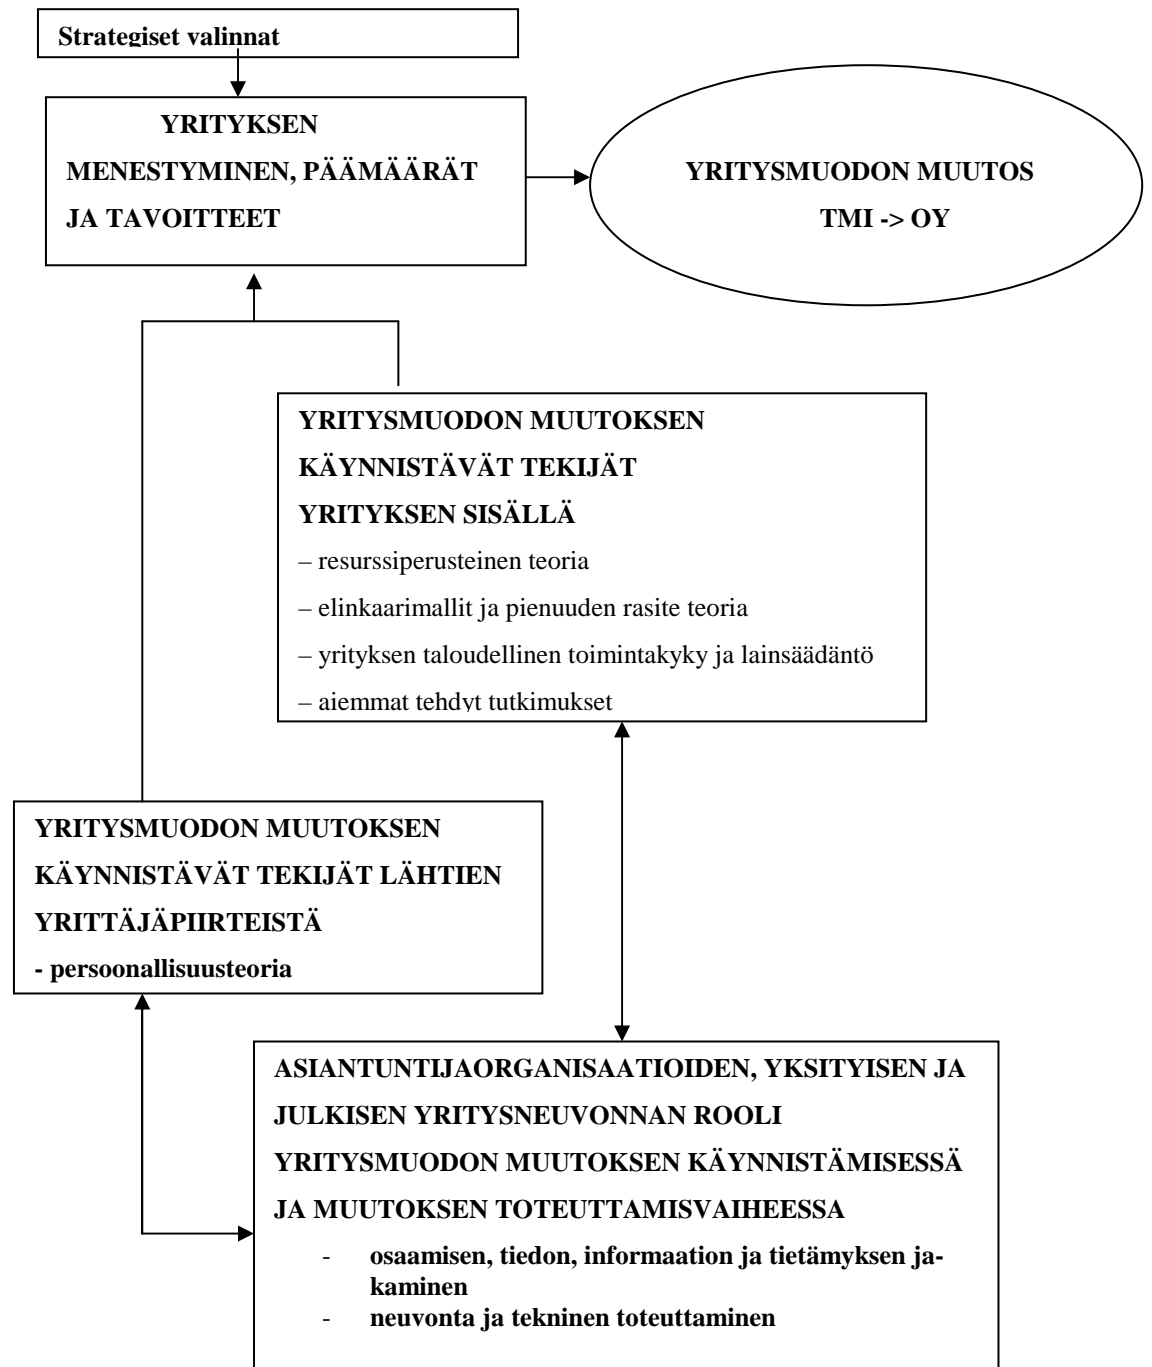 Strategiset valinnat
YRITYKSEN
MENESTYMINEN, PÄÄMÄÄRÄT
JA TAVOITTEET
YRITYSMUODON MUUTOS
TMI -> OY
YRITYSMUODON MUUTOKSEN
KÄYNNISTÄVÄT TEKIJÄT
YRITYKSEN SISÄLLÄ
– resurssiperusteinen teoria
– elinkaarimallit ja pienuuden rasite teoria
– yrityksen taloudellinen toimintakyky ja lainsäädäntö
– aiemmat tehdyt tutkimukset
YRITYSMUODON MUUTOKSEN
KÄYNNISTÄVÄT TEKIJÄT LÄHTIEN
YRITTÄJÄPIIRTEISTÄ
- persoonallisuusteoria
ASIANTUNTIJAORGANISAATIOIDEN, YKSITYISEN JA
JULKISEN YRITYSNEUVONNAN ROOLI
YRITYSMUODON MUUTOKSEN KÄYNNISTÄMISESSÄ
JA MUUTOKSEN TOTEUTTAMISVAIHEESSA
- osaamisen, tiedon, informaation ja tietämyksen ja-
kaminen
- neuvonta ja tekninen toteuttaminen